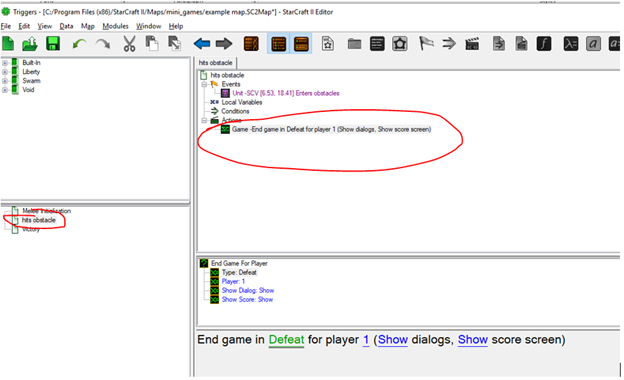 Triggers - [C:/Program Files (x86)/StarCraft II/Maps/mini_games/example map.SC2Map*] - StarCraft II Editor
File Edit View Data Map Modules Window Help
Built-In
Liberty
Swarm
Void
Melee Initialization
hits obstacle
victory
hits obstacle
hits obstacle
Events
Unit -SCV [6.53, 18.41] Enters obstacles
Local Variables
Conditions
Actions
Game -End game in Defeat for player 1 (Show dialogs, Show score screen)
End Game For Player
Type: Defeat
Player: 1
Show Dialog: Show
Show Score: Show
End game in Defeat for player 1 (Show dialogs, Show score screen)